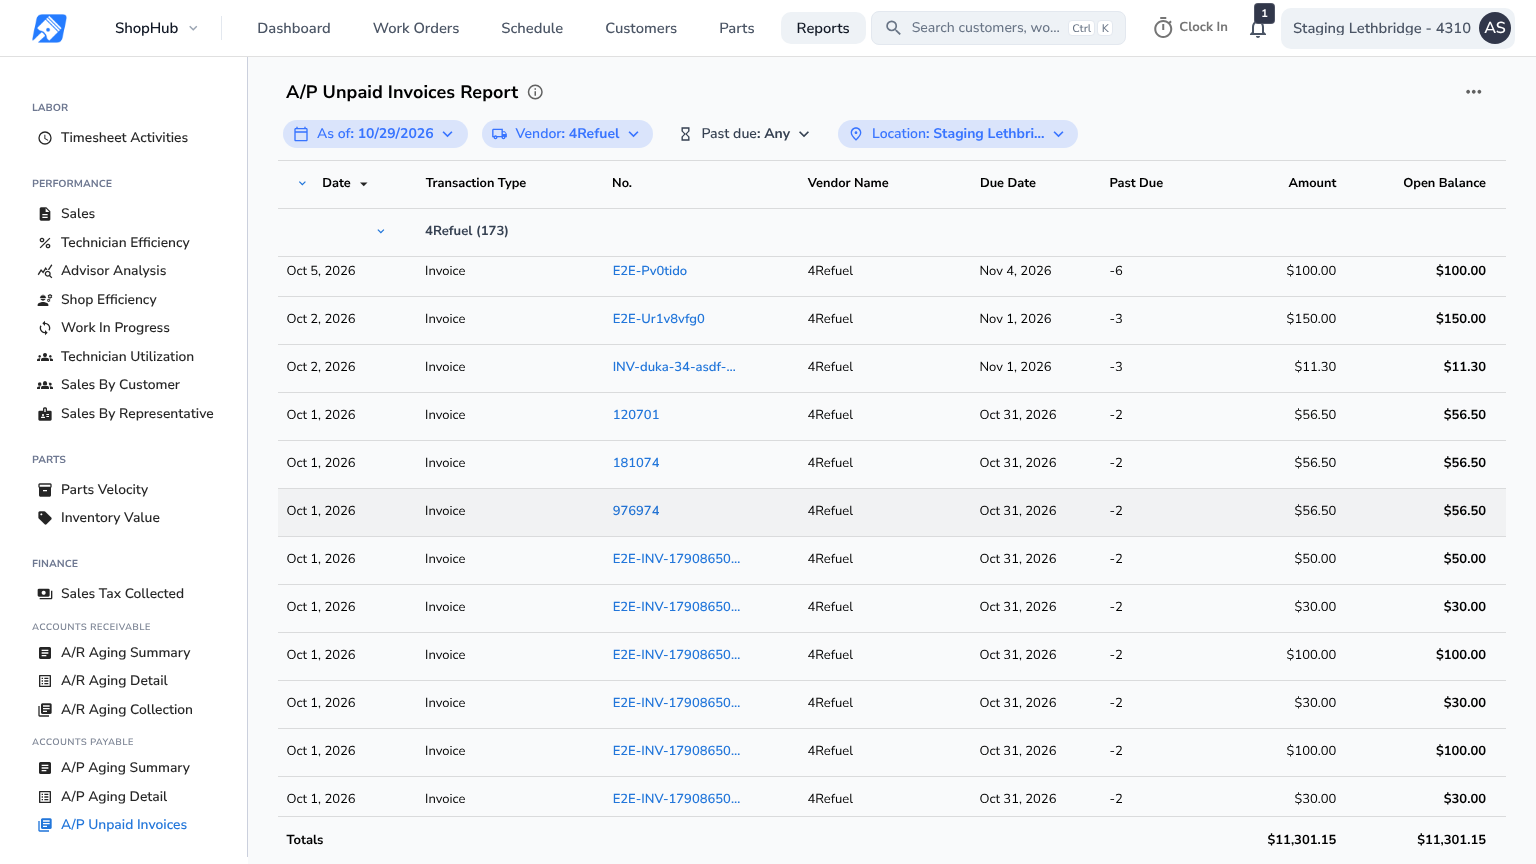 ShopHub
Dashboard
Work Orders
Schedule
Customers
Parts
Reports
Search customers, wo...
Ctrl K
Clock In
1
Staging Lethbridge - 4310
AS
LABOR
Timesheet Activities
PERFORMANCE
Sales
Technician Efficiency
Advisor Analysis
Shop Efficiency
Work In Progress
Technician Utilization
Sales By Customer
Sales By Representative
PARTS
Parts Velocity
Inventory Value
FINANCE
Sales Tax Collected
ACCOUNTS RECEIVABLE
A/R Aging Summary
A/R Aging Detail
A/R Aging Collection
ACCOUNTS PAYABLE
A/P Aging Summary
A/P Aging Detail
A/P Unpaid Invoices
A/P Unpaid Invoices Report
As of: 10/29/2026
Vendor: 4Refuel
Past due: Any
Location: Staging Lethbri...
Date Transaction Type No. Vendor Name Due Date Past Due Amount Open Balance
4Refuel (173)
Oct 5, 2026 Invoice E2E-Pv0tido 4Refuel Nov 4, 2026 -6 $100.00 $100.00
Oct 2, 2026 Invoice E2E-Ur1v8vfg0 4Refuel Nov 1, 2026 -3 $150.00 $150.00
Oct 2, 2026 Invoice INV-duka-34-asdf-... 4Refuel Nov 1, 2026 -3 $11.30 $11.30
Oct 1, 2026 Invoice 120701 4Refuel Oct 31, 2026 -2 $56.50 $56.50
Oct 1, 2026 Invoice 181074 4Refuel Oct 31, 2026 -2 $56.50 $56.50
Oct 1, 2026 Invoice 976974 4Refuel Oct 31, 2026 -2 $56.50 $56.50
Oct 1, 2026 Invoice E2E-INV-17908650... 4Refuel Oct 31, 2026 -2 $50.00 $50.00
Oct 1, 2026 Invoice E2E-INV-17908650... 4Refuel Oct 31, 2026 -2 $30.00 $30.00
Oct 1, 2026 Invoice E2E-INV-17908650... 4Refuel Oct 31, 2026 -2 $100.00 $100.00
Oct 1, 2026 Invoice E2E-INV-17908650... 4Refuel Oct 31, 2026 -2 $30.00 $30.00
Oct 1, 2026 Invoice E2E-INV-17908650... 4Refuel Oct 31, 2026 -2 $100.00 $100.00
Oct 1, 2026 Invoice E2E-INV-17908650... 4Refuel Oct 31, 2026 -2 $30.00 $30.00
Totals $11,301.15 $11,301.15